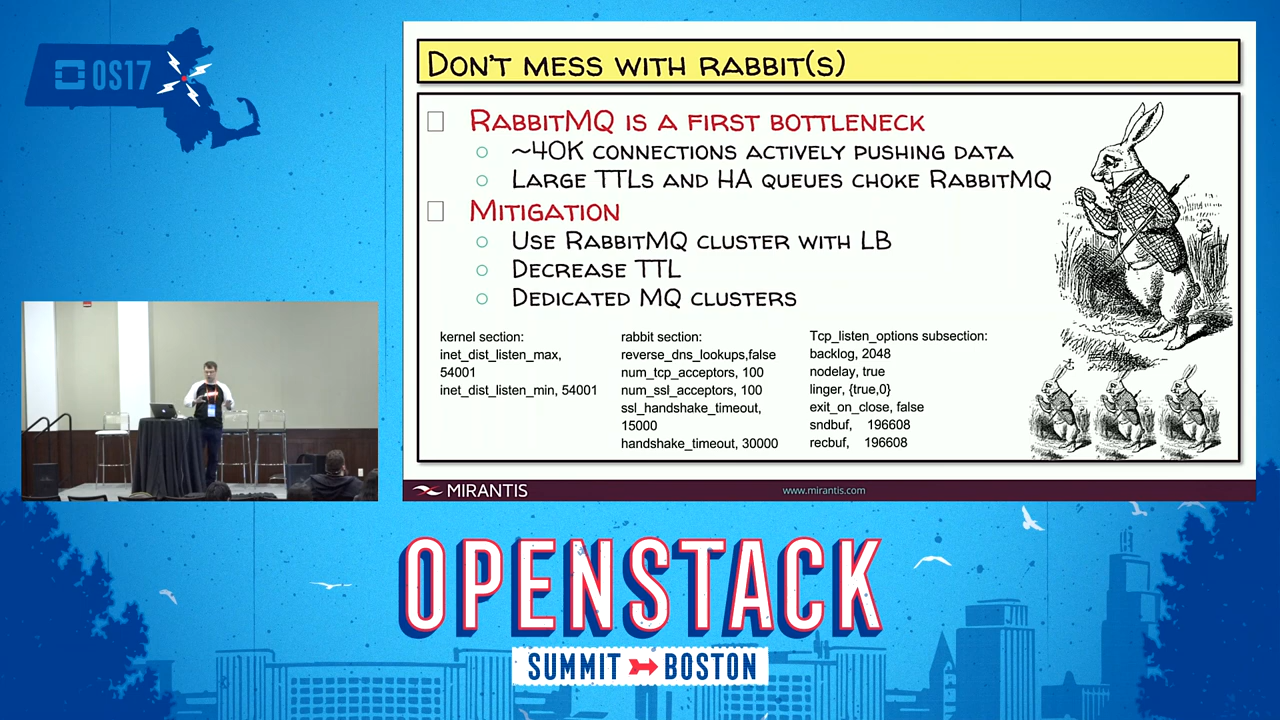 OS17
DON'T MESS WITH RABBIT(S)
RABBITMQ IS A FIRST BOTTLENECK
~40K CONNECTIONS ACTIVELY PUSHING DATA
LARGE TTLS AND HA QUEUES CHOKE RABBITMQ
MITIGATION
USE RABBITMQ CLUSTER WITH LB
DECREASE TTL
DEDICATED MQ CLUSTERS
kernel section:
inet_dist_listen_max,
54001
inet_dist_listen_min, 54001
rabbit section:
reverse_dns_lookups,false
num_tcp_acceptors, 100
num_ssl_acceptors, 100
ssl_handshake_timeout,
15000
handshake_timeout, 30000
Tcp_listen_options subsection:
backlog, 2048
nodelay, true
linger, {true,0}
exit_on_close, false
sndbuf, 196608
recbuf, 196608
MIRANTIS
www.mirantis.com
OPENSTACK
SUMMIT BOSTON